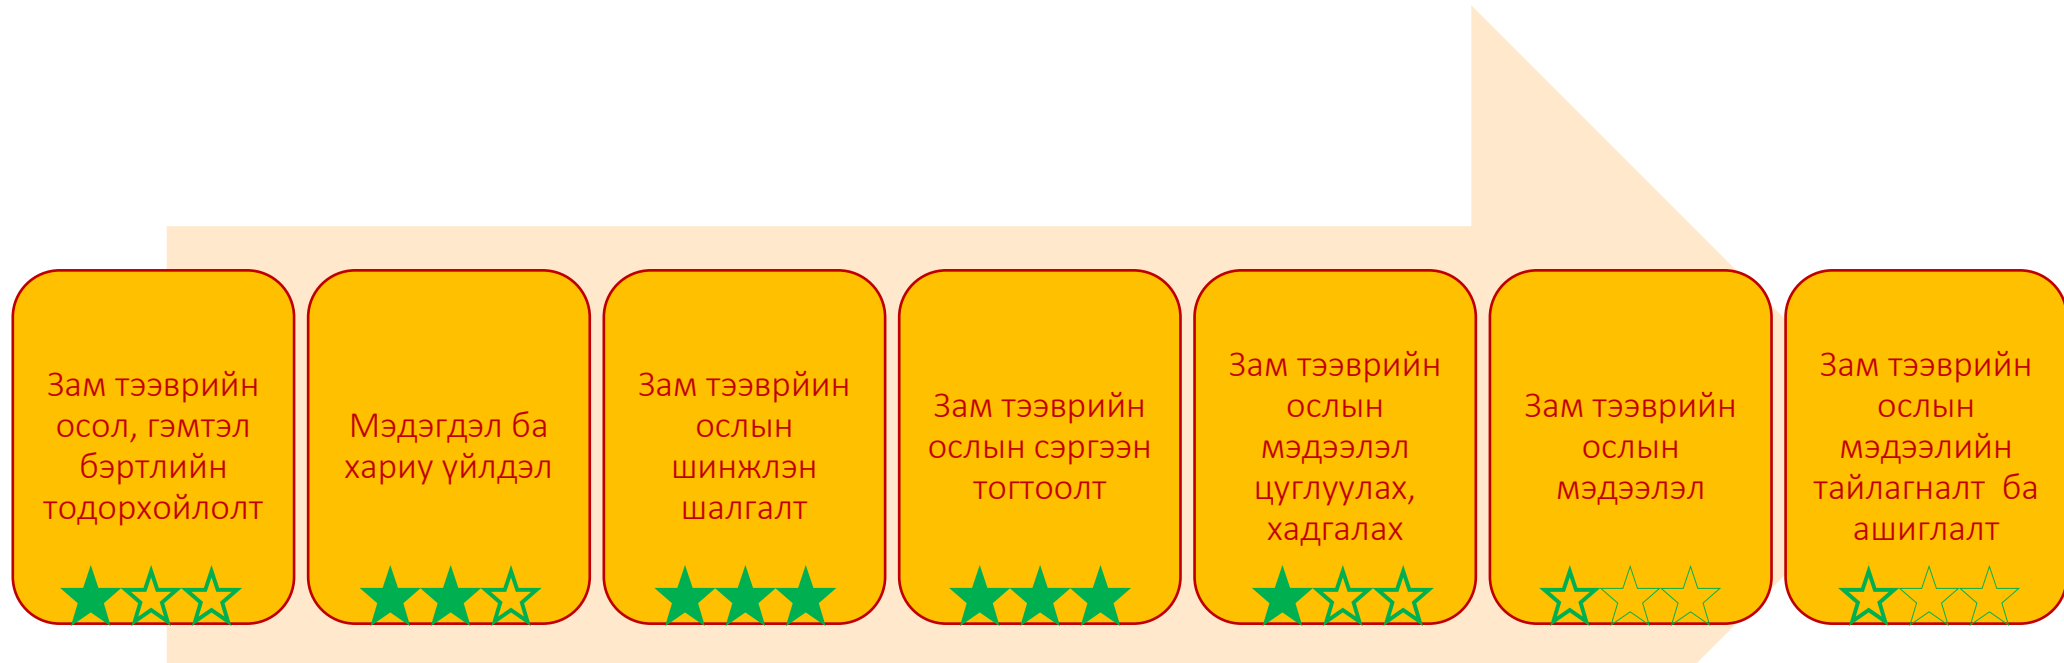 Зам тээврийн
осол, гэмтэл
бэртлийн
тодорхойлолт
Мэдэгдэл ба
хариу үйлдэл
Зам тээврйин
ослын
шинжлэн
шалгалт
Зам тээврийн
ослын сэргээн
тогтоолт
Зам тээврийн
ослын
мэдээлэл
цуглуулах,
хадгалах
Зам тээврийн
ослын
мэдээлэл
Зам тээврийн
ослын
мэдээлийн
тайлагналт ба
ашиглалт